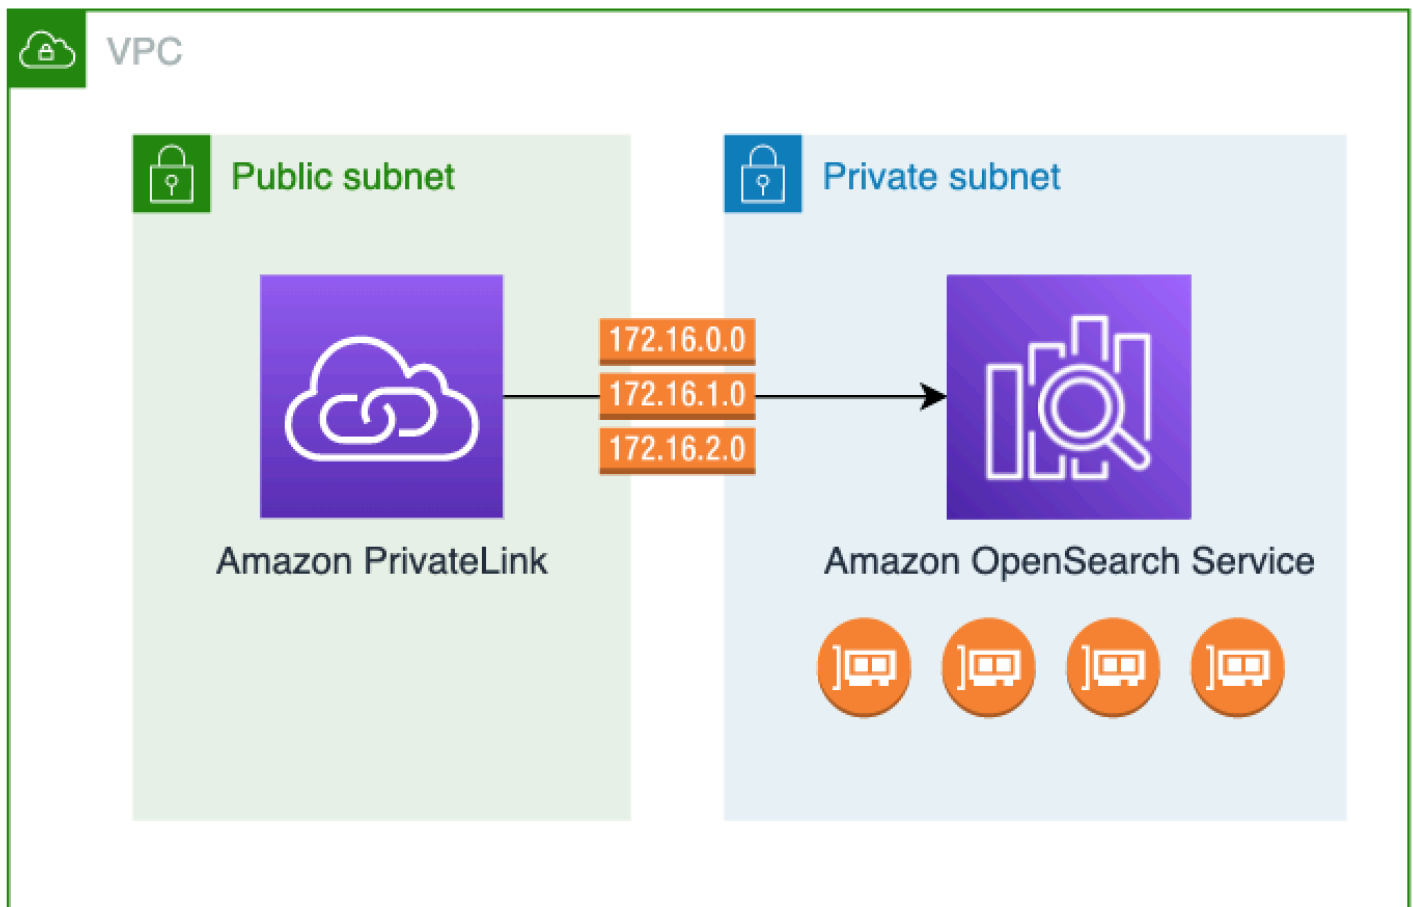 VPC
Public subnet
Private subnet
172.16.0.0
172.16.1.0
172.16.2.0
Amazon PrivateLink
Amazon OpenSearch Service